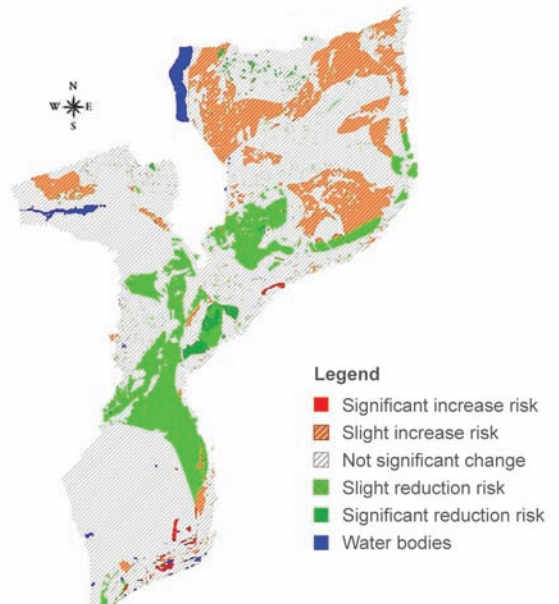 N
W E
S
Legend
Significant increase risk
Slight increase risk
Not significant change
Slight reduction risk
Significant reduction risk
Water bodies